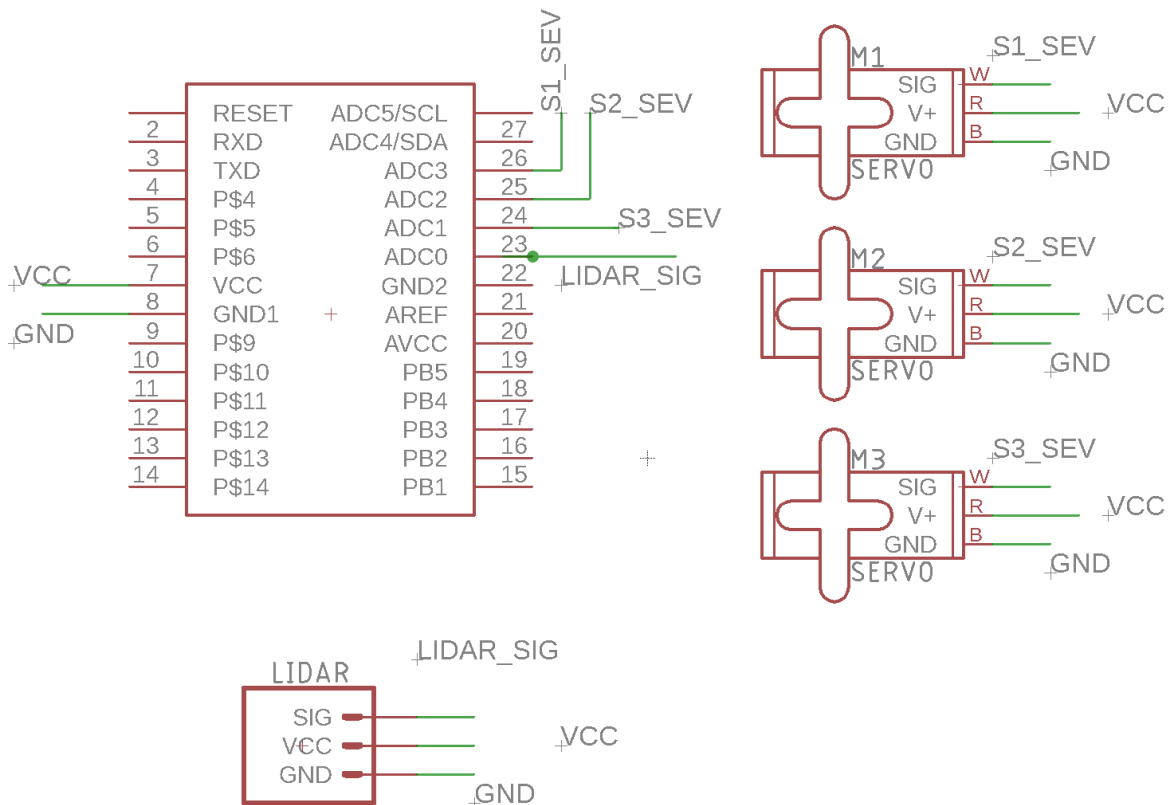 S1_SEV
S2_SEV
RESET ADC5/SCL
2 RXD ADC4/SDA 27
3 TXD ADC3 26
4 P$4 ADC2 25
5 P$5 ADC1 24
S3_SEV
6 P$6 ADC0 23
VCC
7 VCC GND2 22
LIDAR_SIG
8 GND1 AREF 21
GND
9 P$9 AVCC 20
10 P$10 PB5 19
11 P$11 PB4 18
12 P$12 PB3 17
13 P$13 PB2 16
14 P$14 PB1 15
M1
S1_SEV
SIG W
V+ R VCC
GND B
GND
SERVO
M2
S2_SEV
SIG W
V+ R VCC
GND B
GND
SERVO
M3
S3_SEV
SIG W
V+ R VCC
GND B
GND
SERVO
LIDAR
LIDAR_SIG
SIG
VCC VCC
GND
GND